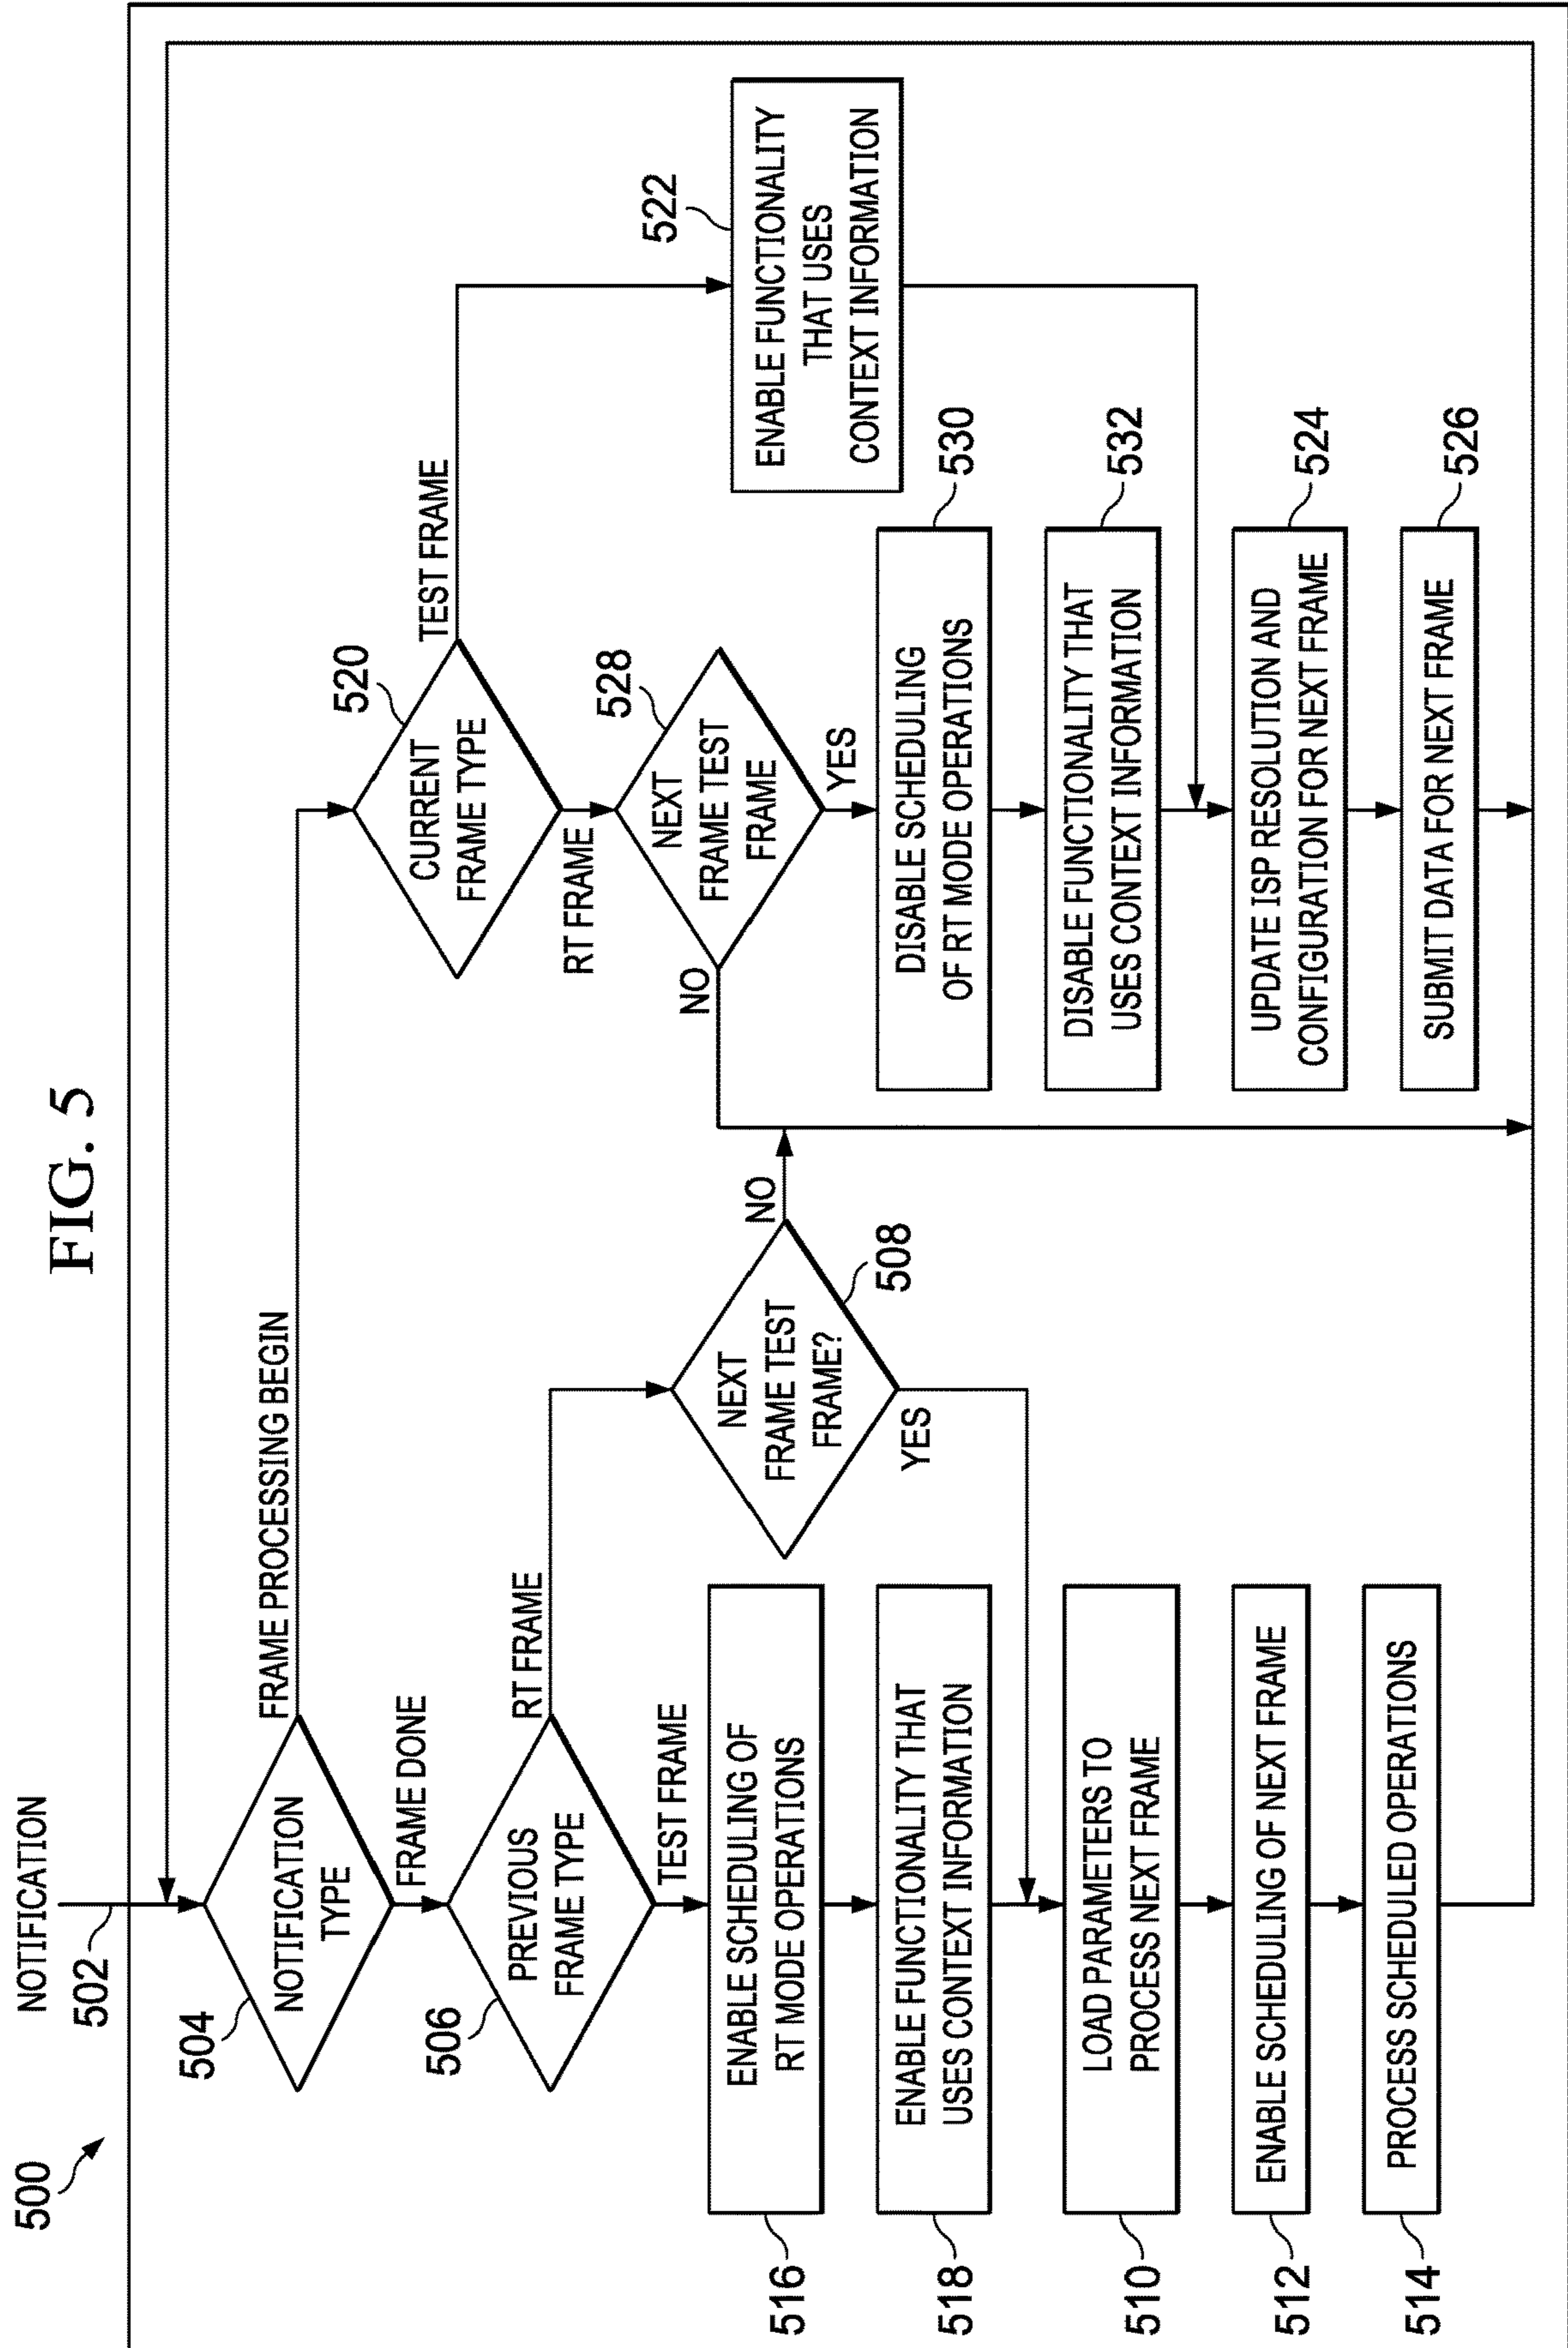 FIG. 5
500
NOTIFICATION
502
504
NOTIFICATION
TYPE
FRAME PROCESSING BEGIN
FRAME DONE
506
PREVIOUS
FRAME TYPE
RT FRAME
TEST FRAME
508
NEXT
FRAME TEST
FRAME?
NO
YES
516
ENABLE SCHEDULING OF
RT MODE OPERATIONS
518
ENABLE FUNCTIONALITY THAT
USES CONTEXT INFORMATION
510
LOAD PARAMETERS TO
PROCESS NEXT FRAME
512
ENABLE SCHEDULING OF NEXT FRAME
514
PROCESS SCHEDULED OPERATIONS
520
CURRENT
FRAME TYPE
TEST FRAME
RT FRAME
522
ENABLE FUNCTIONALITY
THAT USES
CONTEXT INFORMATION
528
NEXT
FRAME TEST
FRAME
NO
YES
530
DISABLE SCHEDULING
OF RT MODE OPERATIONS
532
DISABLE FUNCTIONALITY THAT
USES CONTEXT INFORMATION
524
UPDATE ISP RESOLUTION AND
CONFIGURATION FOR NEXT FRAME
526
SUBMIT DATA FOR NEXT FRAME